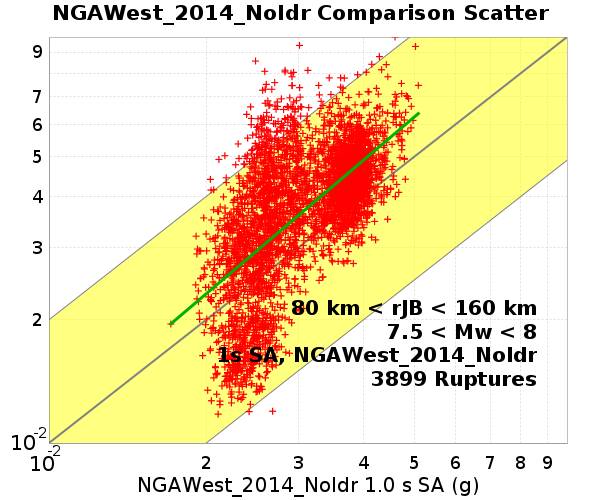 NGAWest_2014_NoIdr Comparison Scatter
9
7
6
5
4
3
2
10-2
80 km < rJB < 160 km
7.5 < Mw < 8
1s SA, NGAWest_2014_NoIdr
3899 Ruptures
10-2 2 3 4 5 6 7 8 9
NGAWest_2014_NoIdr 1.0 s SA (g)